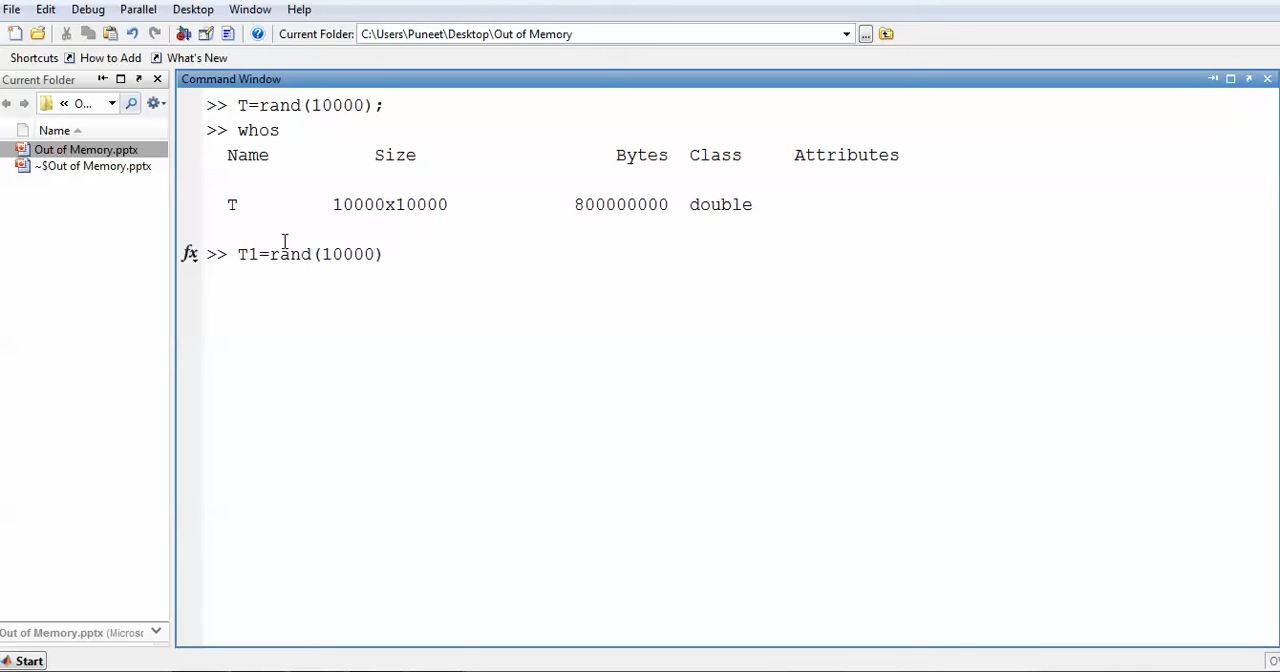 File Edit Debug Parallel Desktop Window Help
Current Folder: C:\Users\Puneet\Desktop\Out of Memory
Shortcuts How to Add What's New
Current Folder
Command Window
« O...
Name
Out of Memory.pptx
~$Out of Memory.pptx
>> T=rand(10000);
>> whos
Name Size Bytes Class Attributes
T 10000x10000 800000000 double
fx >> T1=rand(10000)
Out of Memory.pptx (Microsc
Start